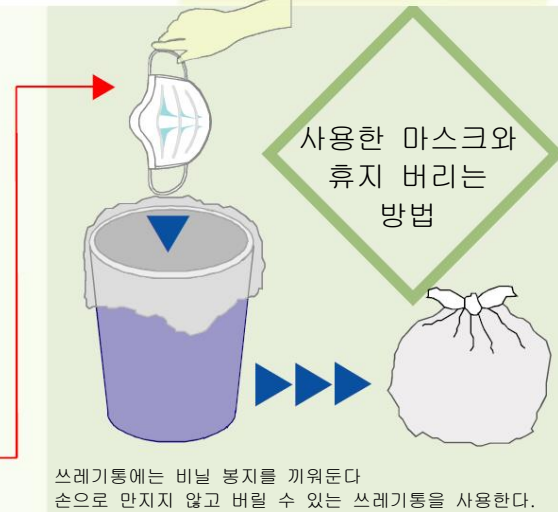 사용한 마스크와
휴지 버리는
방법
쓰레기통에는 비닐 봉지를 끼워둔다
손으로 만지지 않고 버릴 수 있는 쓰레기통을 사용한다.